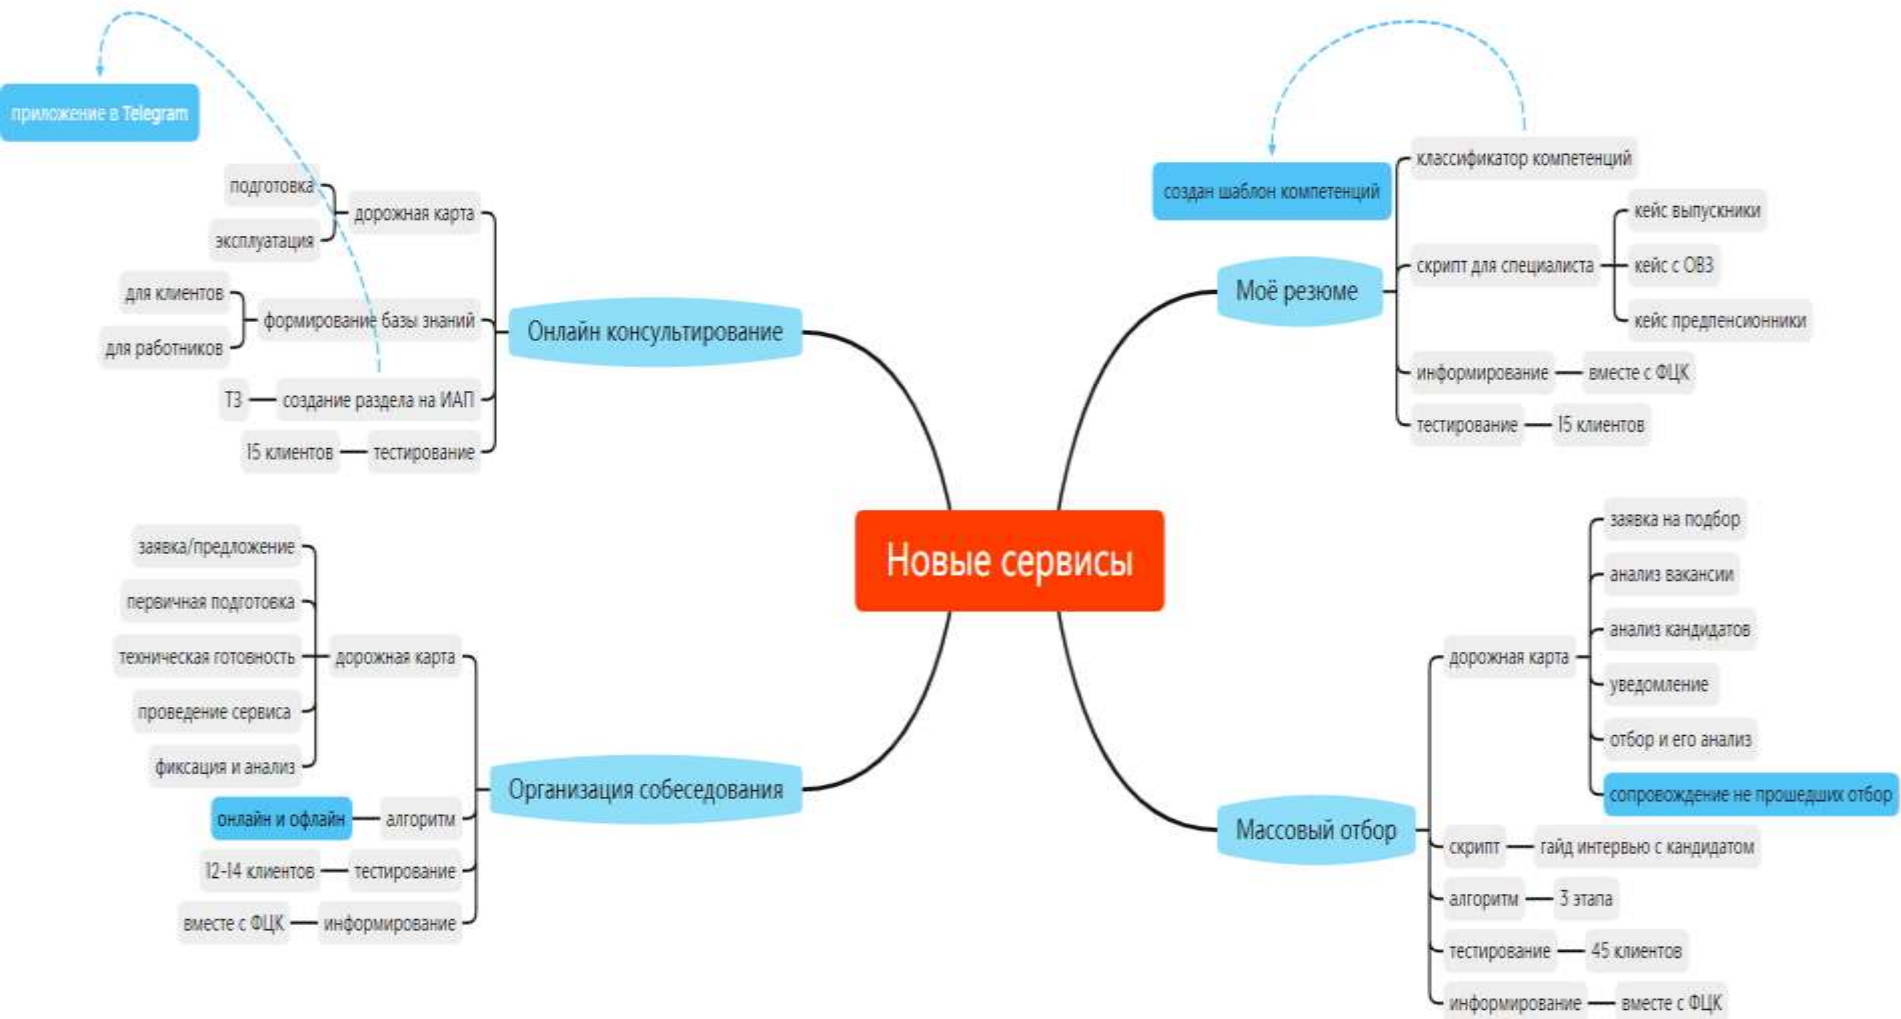 Новые сервисы
Моё резюме
классификатор компетенций
создан шаблон компетенций
скрипт для специалиста
кейс выпускники
кейс с ОВЗ
кейс предпенсионники
информирование
вместе с ФЦК
тестирование
15 клиентов
Массовый отбор
дорожная карта
заявка на подбор
анализ вакансии
анализ кандидатов
уведомление
отбор и его анализ
сопровождение не прошедших отбор
скрипт
гайд интервью с кандидатом
алгоритм
3 этапа
тестирование
45 клиентов
информирование
вместе с ФЦК
Онлайн консультирование
приложение в Telegram
дорожная карта
подготовка
эксплуатация
формирование базы знаний
для клиентов
для работников
создание раздела на ИАП
ТЗ
тестирование
15 клиентов
Организация собеседования
дорожная карта
заявка/предложение
первичная подготовка
техническая готовность
проведение сервиса
фиксация и анализ
алгоритм
онлайн и офлайн
тестирование
12-14 клиентов
информирование
вместе с ФЦК